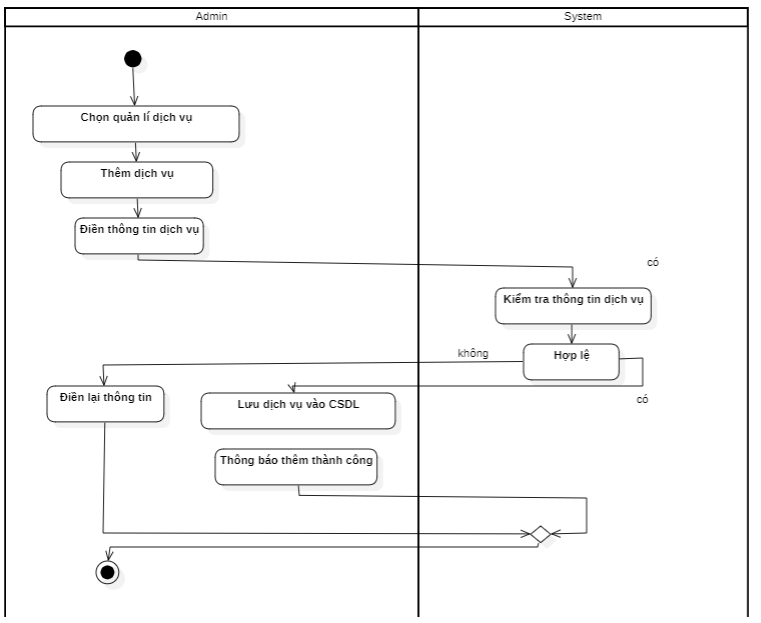 Admin
System
Chọn quản lí dịch vụ
Thêm dịch vụ
Điền thông tin dịch vụ
có
Kiểm tra thông tin dịch vụ
không
Hợp lệ
Điền lại thông tin
Lưu dịch vụ vào CSDL
có
Thông báo thêm thành công